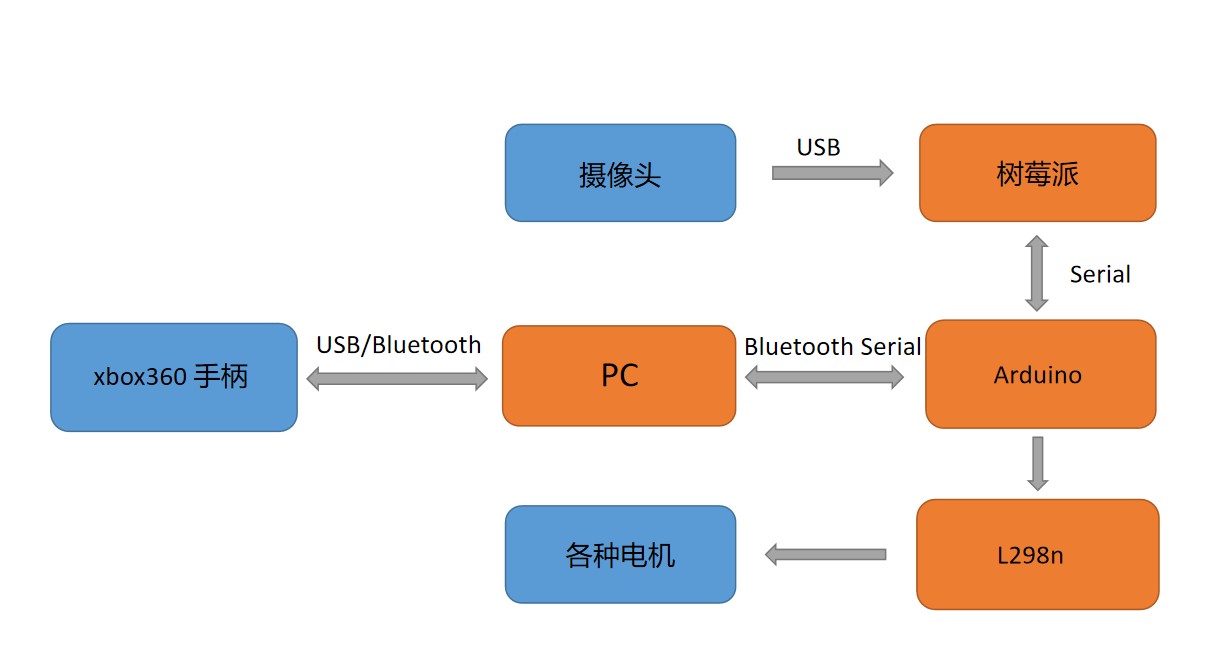 摄像头
USB
树莓派
Serial
xbox360 手柄
USB/Bluetooth
PC
Bluetooth Serial
Arduino
各种电机
L298n